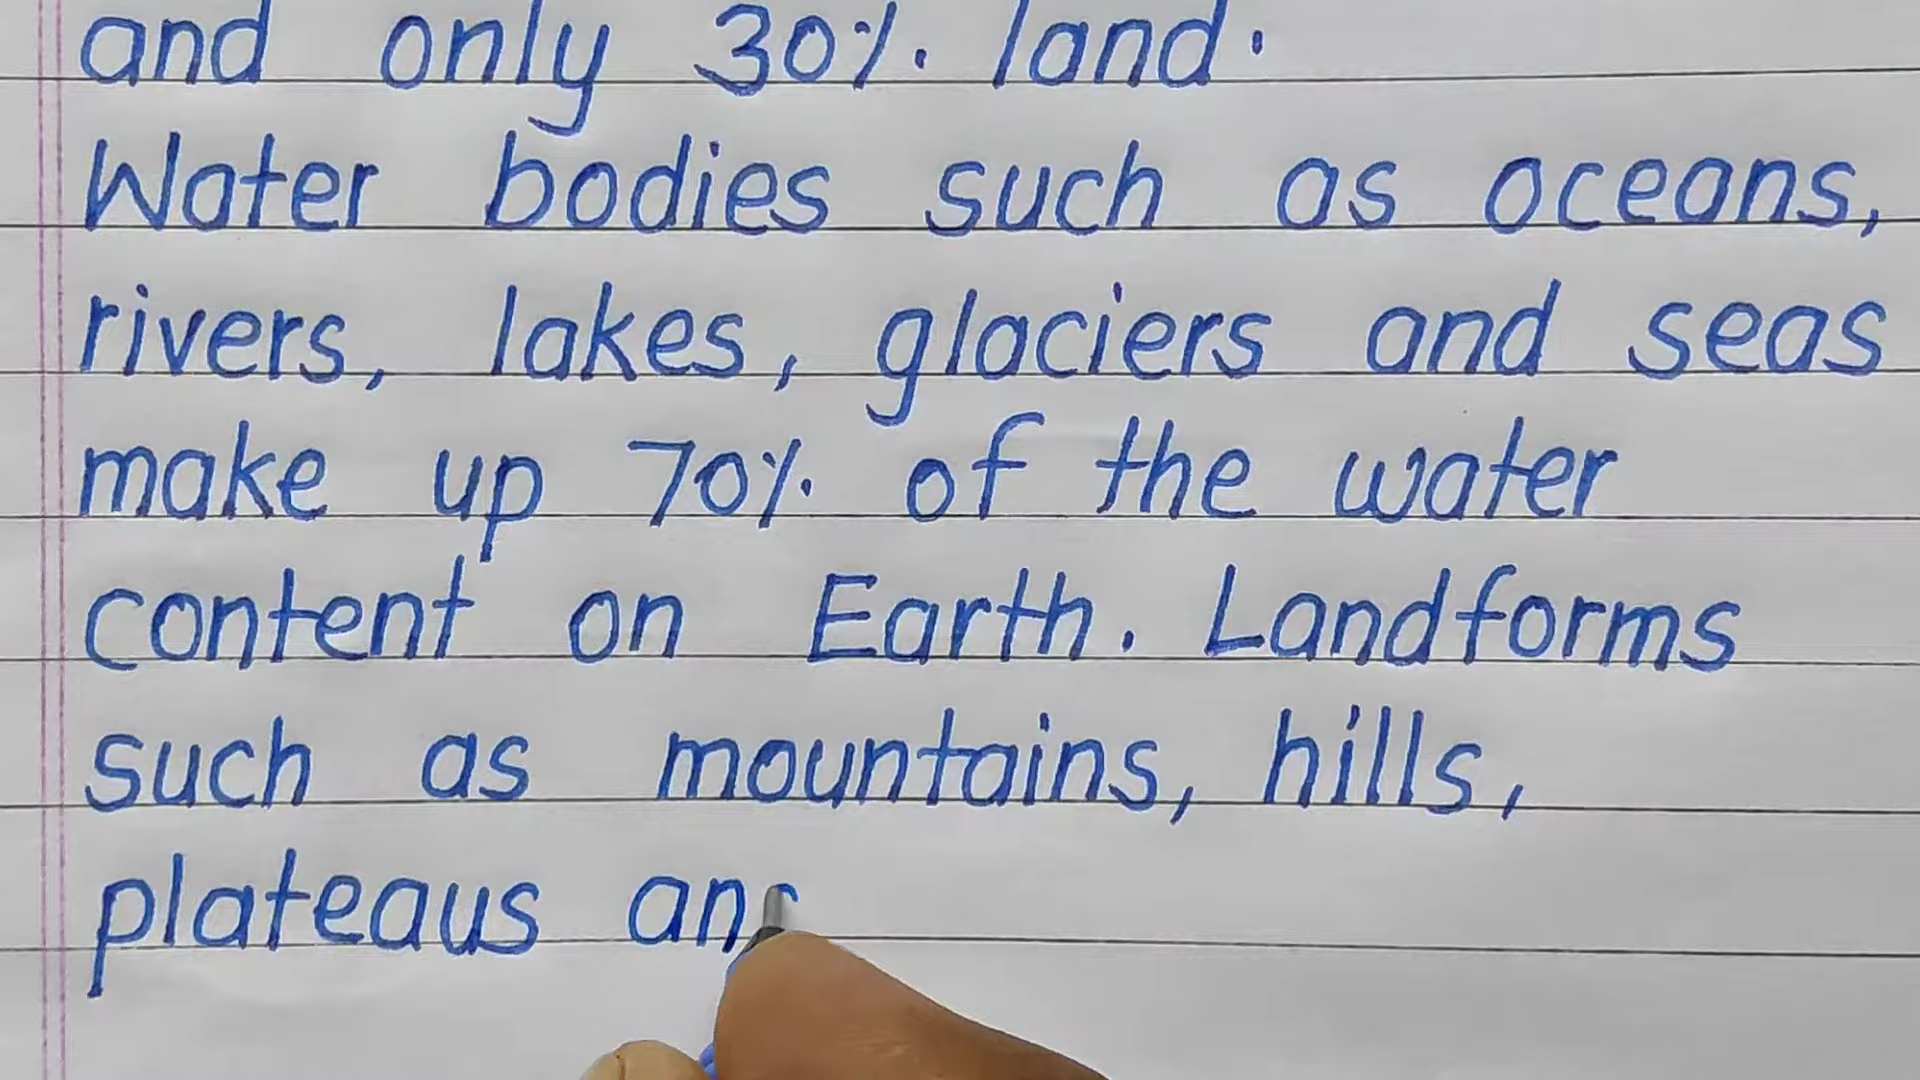 and only 30%. land.
Water bodies such as oceans,
rivers, lakes, glaciers and seas
make up 70%. of the water
content on Earth. Landforms
such as mountains, hills,
plateaus an